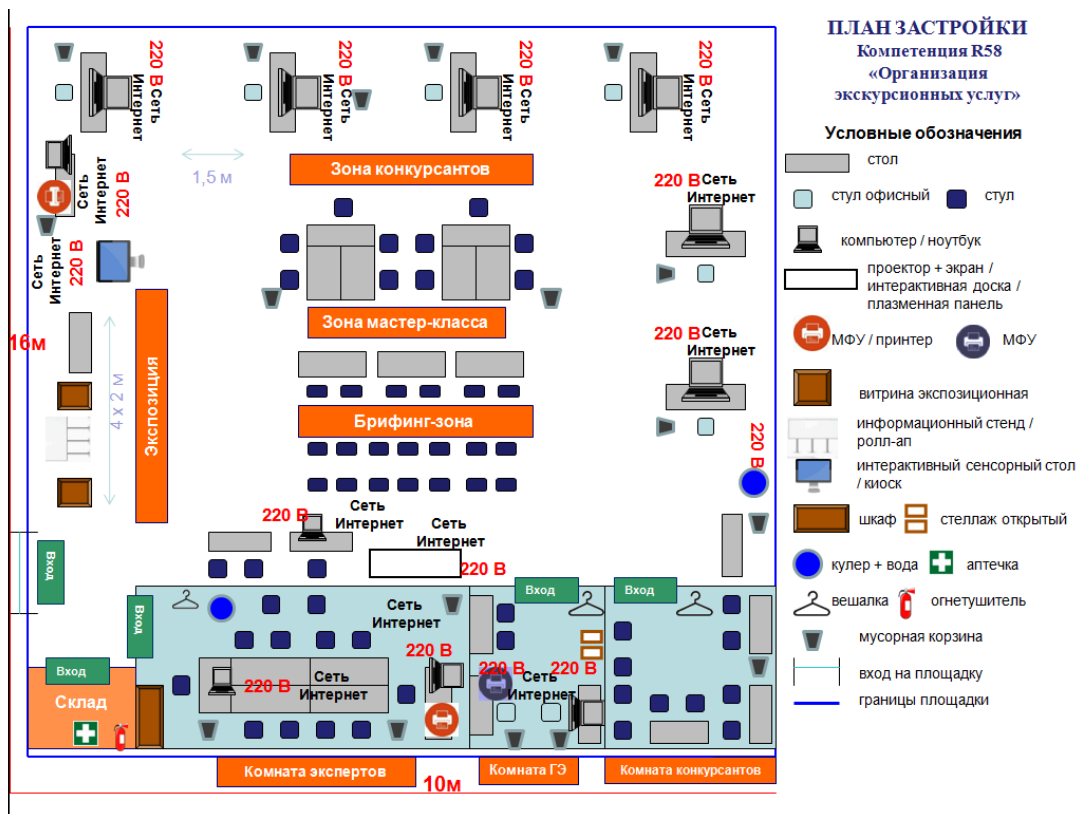 ПЛАН ЗАСТРОЙКИ
Компетенция R58
«Организация
экскурсионных услуг»
Условные обозначения
стол
стул офисный
стул
компьютер / ноутбук
проектор + экран /
интерактивная доска /
плазменная панель
МФУ / принтер
МФУ
витрина экспозиционная
информационный стенд /
ролл-ап
интерактивный сенсорный стол
/ киоск
шкаф
стеллаж открытый
кулер + вода
аптечка
вешалка
огнетушитель
мусорная корзина
вход на площадку
границы площадки
220 В
Сеть
Интернет
220 В
Сеть
Интернет
220 В
Сеть
Интернет
220 В
Сеть
Интернет
Сеть
Интернет
220 В
1,5 м
Зона конкурсантов
220 В
Сеть
Интернет
Сеть
Интернет
220 В
Зона мастер-класса
16м
4 х 2 м
Экспозиция
220 В
Сеть
Интернет
Брифинг-зона
220 В
220 В
Сеть
Интернет
Сеть
Интернет
220 В
Вход
Вход
Вход
Вход
Вход
Склад
Сеть
Интернет
220 В
220 В
Сеть
Интернет
220 В
220 В
Сеть
Интернет
Комната экспертов
Комната ГЭ
Комната конкурсантов
10м